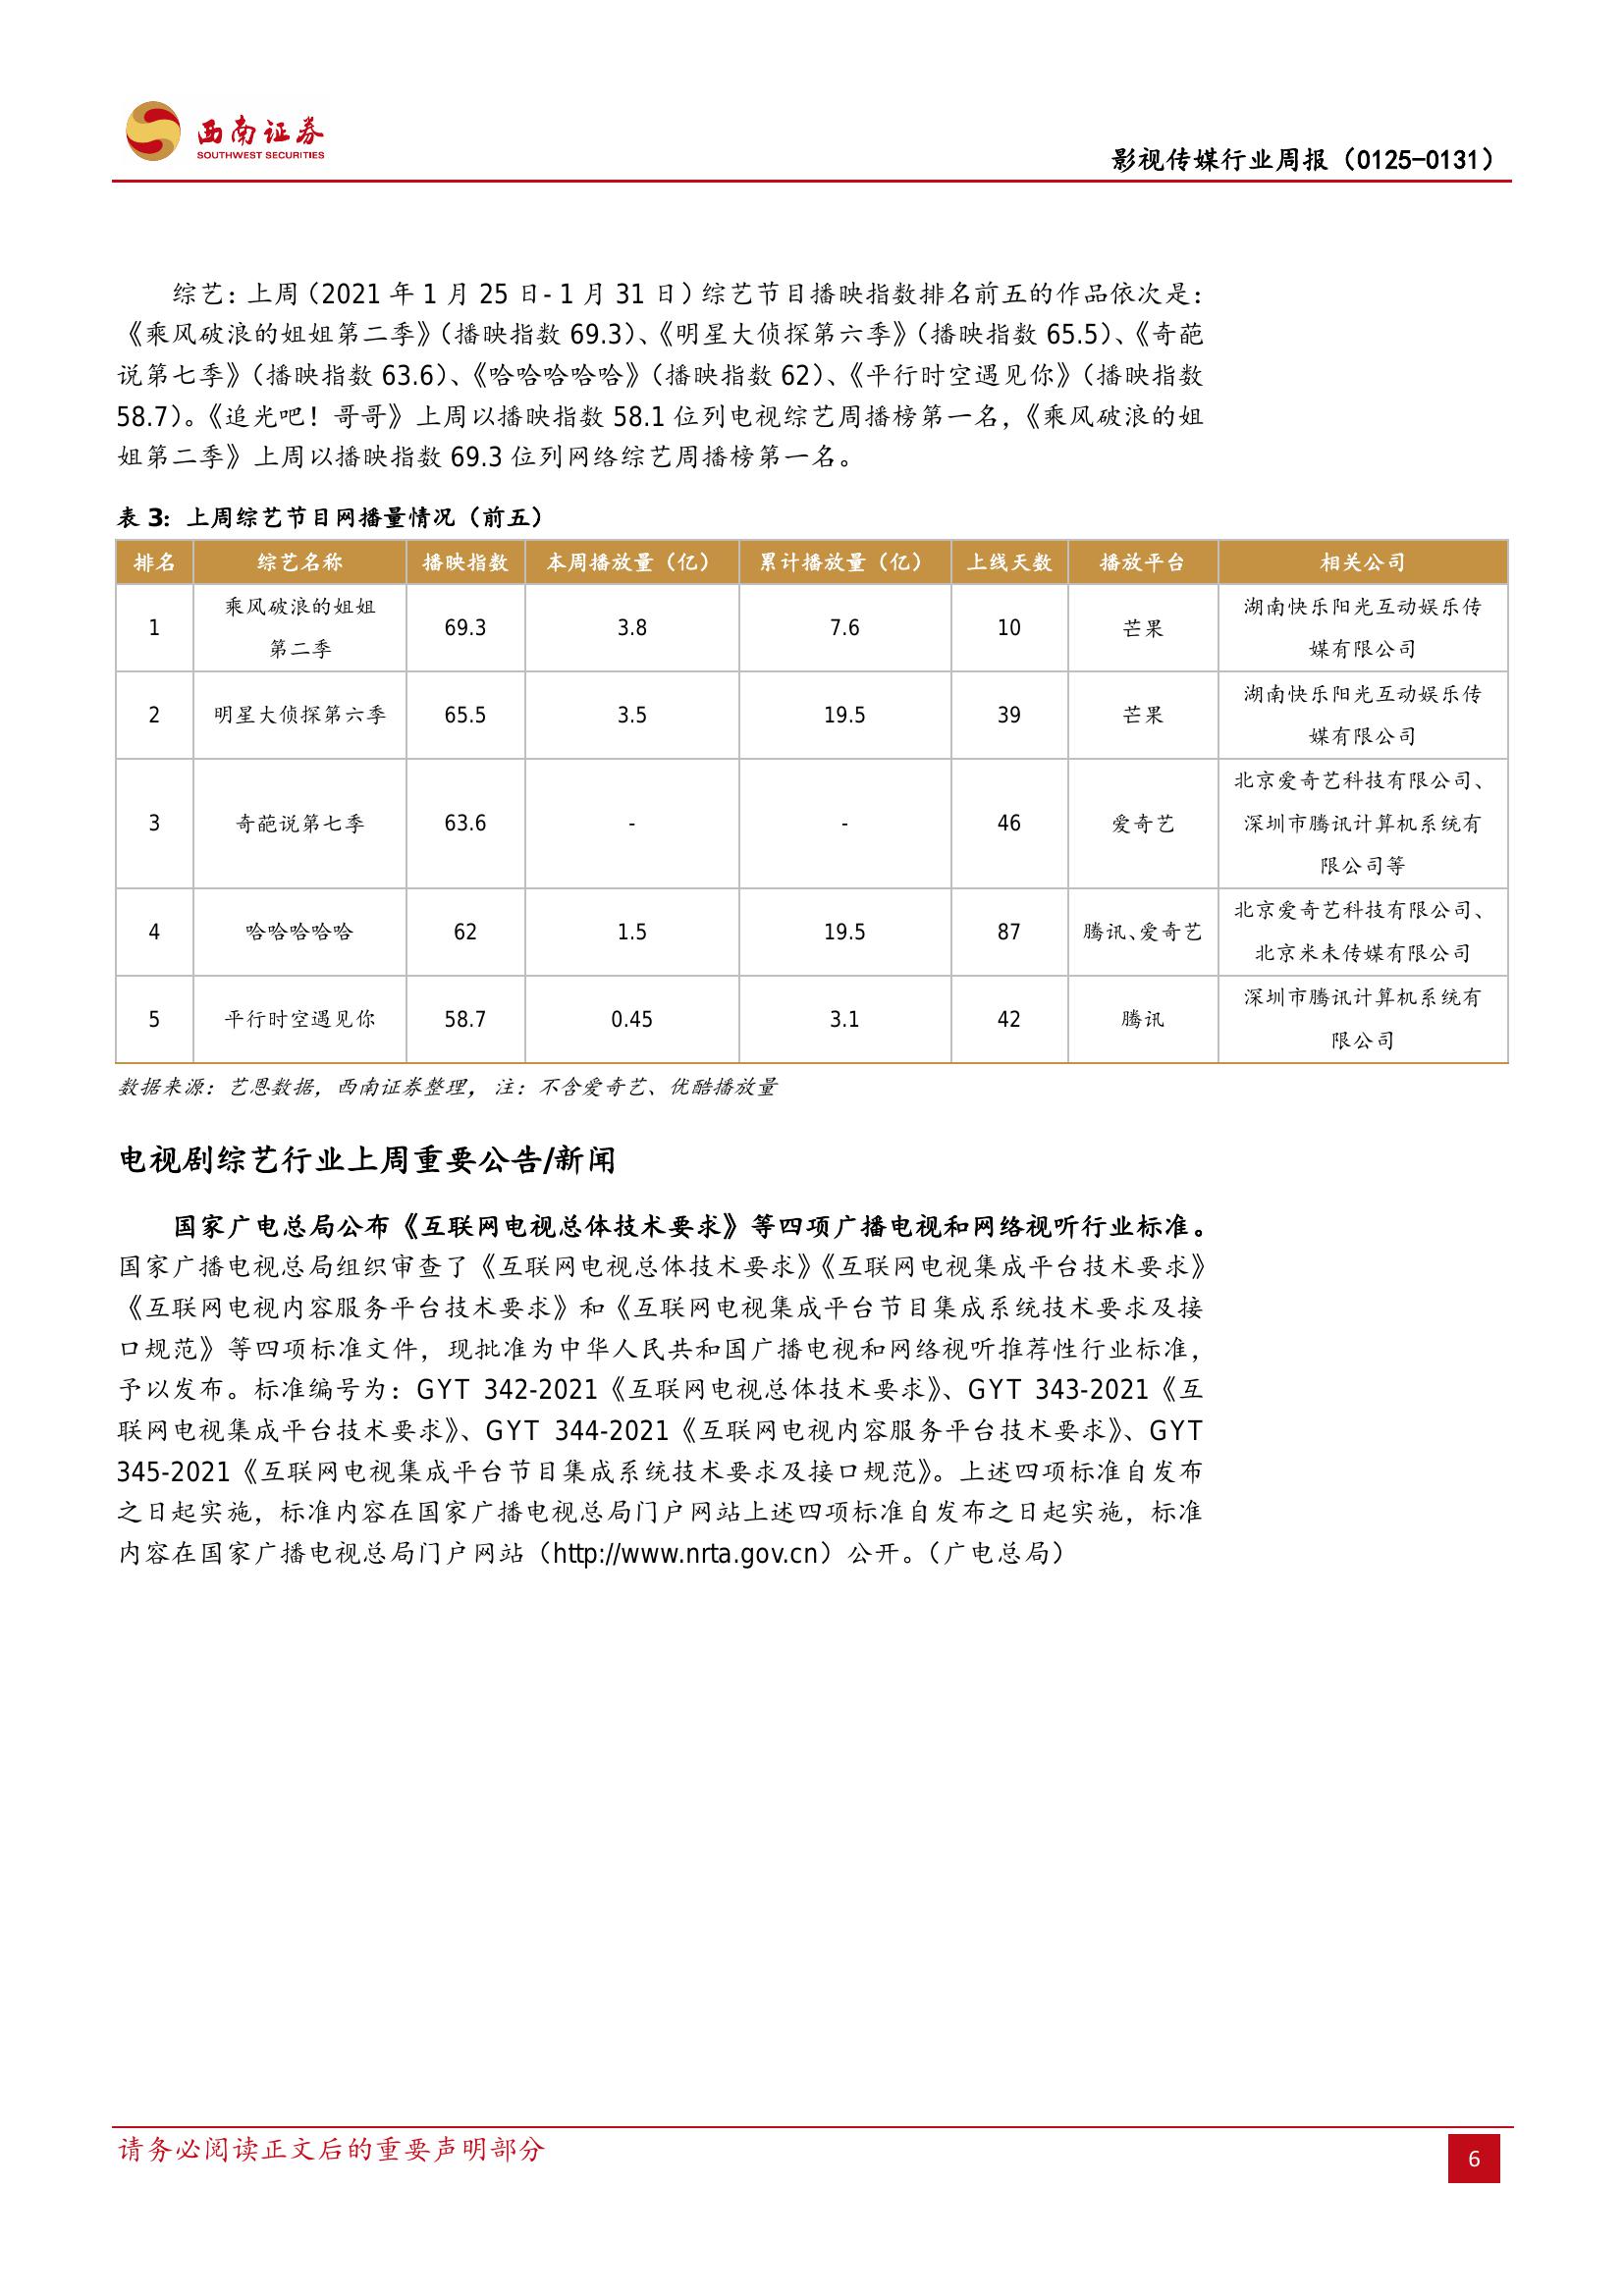 西南证券
SOUTHWEST SECURITIES
影视传媒行业周报（0125-0131）
综艺：上周（2021 年 1 月 25 日- 1 月 31 日）综艺节目播映指数排名前五的作品依次是：
《乘风破浪的姐姐第二季》（播映指数 69.3）、《明星大侦探第六季》（播映指数 65.5）、《奇葩
说第七季》（播映指数 63.6）、《哈哈哈哈哈》（播映指数 62）、《平行时空遇见你》（播映指数
58.7）。《追光吧！哥哥》上周以播映指数 58.1 位列电视综艺周播榜第一名，《乘风破浪的姐
姐第二季》上周以播映指数 69.3 位列网络综艺周播榜第一名。
表 3：上周综艺节目网播量情况（前五）
排名 综艺名称 播映指数 本周播放量（亿） 累计播放量（亿） 上线天数 播放平台 相关公司
乘风破浪的姐姐 湖南快乐阳光互动娱乐传
1 69.3 3.8 7.6 10 芒果
第二季 媒有限公司
湖南快乐阳光互动娱乐传
2 明星大侦探第六季 65.5 3.5 19.5 39 芒果
媒有限公司
北京爱奇艺科技有限公司、
3 奇葩说第七季 63.6 - - 46 爱奇艺 深圳市腾讯计算机系统有
限公司等
北京爱奇艺科技有限公司、
4 哈哈哈哈哈 62 1.5 19.5 87 腾讯、爱奇艺
北京米未传媒有限公司
深圳市腾讯计算机系统有
5 平行时空遇见你 58.7 0.45 3.1 42 腾讯
限公司
数据来源：艺恩数据，西南证券整理，注：不含爱奇艺、优酷播放量
电视剧综艺行业上周重要公告/新闻
国家广电总局公布《互联网电视总体技术要求》等四项广播电视和网络视听行业标准。
国家广播电视总局组织审查了《互联网电视总体技术要求》《互联网电视集成平台技术要求》
《互联网电视内容服务平台技术要求》和《互联网电视集成平台节目集成系统技术要求及接
口规范》等四项标准文件，现批准为中华人民共和国广播电视和网络视听推荐性行业标准，
予以发布。标准编号为：GYT 342-2021《互联网电视总体技术要求》、GYT 343-2021《互
联网电视集成平台技术要求》、GYT 344-2021《互联网电视内容服务平台技术要求》、GYT
345-2021《互联网电视集成平台节目集成系统技术要求及接口规范》。上述四项标准自发布
之日起实施，标准内容在国家广播电视总局门户网站上述四项标准自发布之日起实施，标准
内容在国家广播电视总局门户网站（http://www.nrta.gov.cn）公开。（广电总局）
请务必阅读正文后的重要声明部分
6